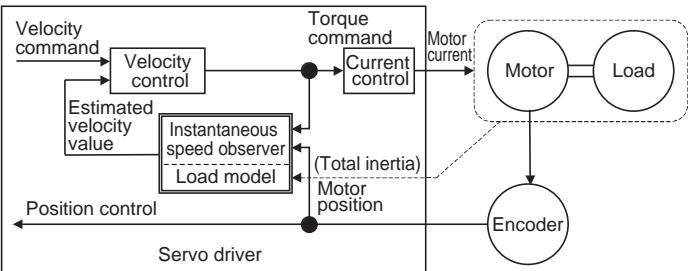 Velocity
command
Velocity
control
Torque
command
Current
control
Motor
current
Motor
Load
Estimated
velocity
value
Instantaneous
speed observer
Load model
(Total inertia)
Motor
position
Position control
Encoder
Servo driver